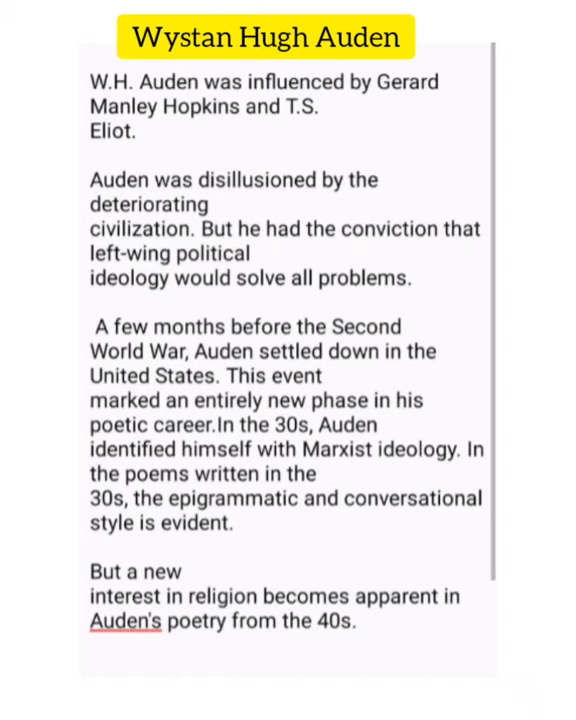 Wystan Hugh Auden
W.H. Auden was influenced by Gerard
Manley Hopkins and T.S.
Eliot.
Auden was disillusioned by the
deteriorating
civilization. But he had the conviction that
left-wing political
ideology would solve all problems.
A few months before the Second
World War, Auden settled down in the
United States. This event
marked an entirely new phase in his
poetic career.In the 30s, Auden
identified himself with Marxist ideology. In
the poems written in the
30s, the epigrammatic and conversational
style is evident.
But a new
interest in religion becomes apparent in
Auden's poetry from the 40s.